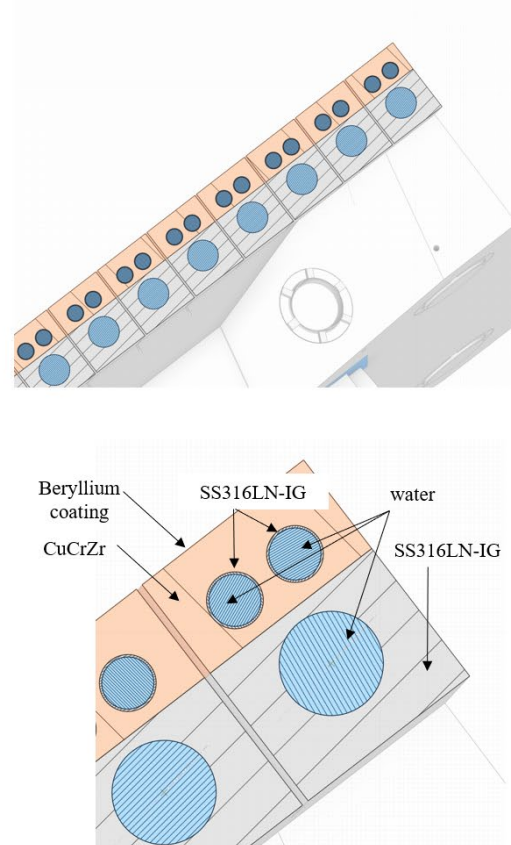 Beryllium
coating
SS316LN-IG
water
CuCrZr
SS316LN-IG